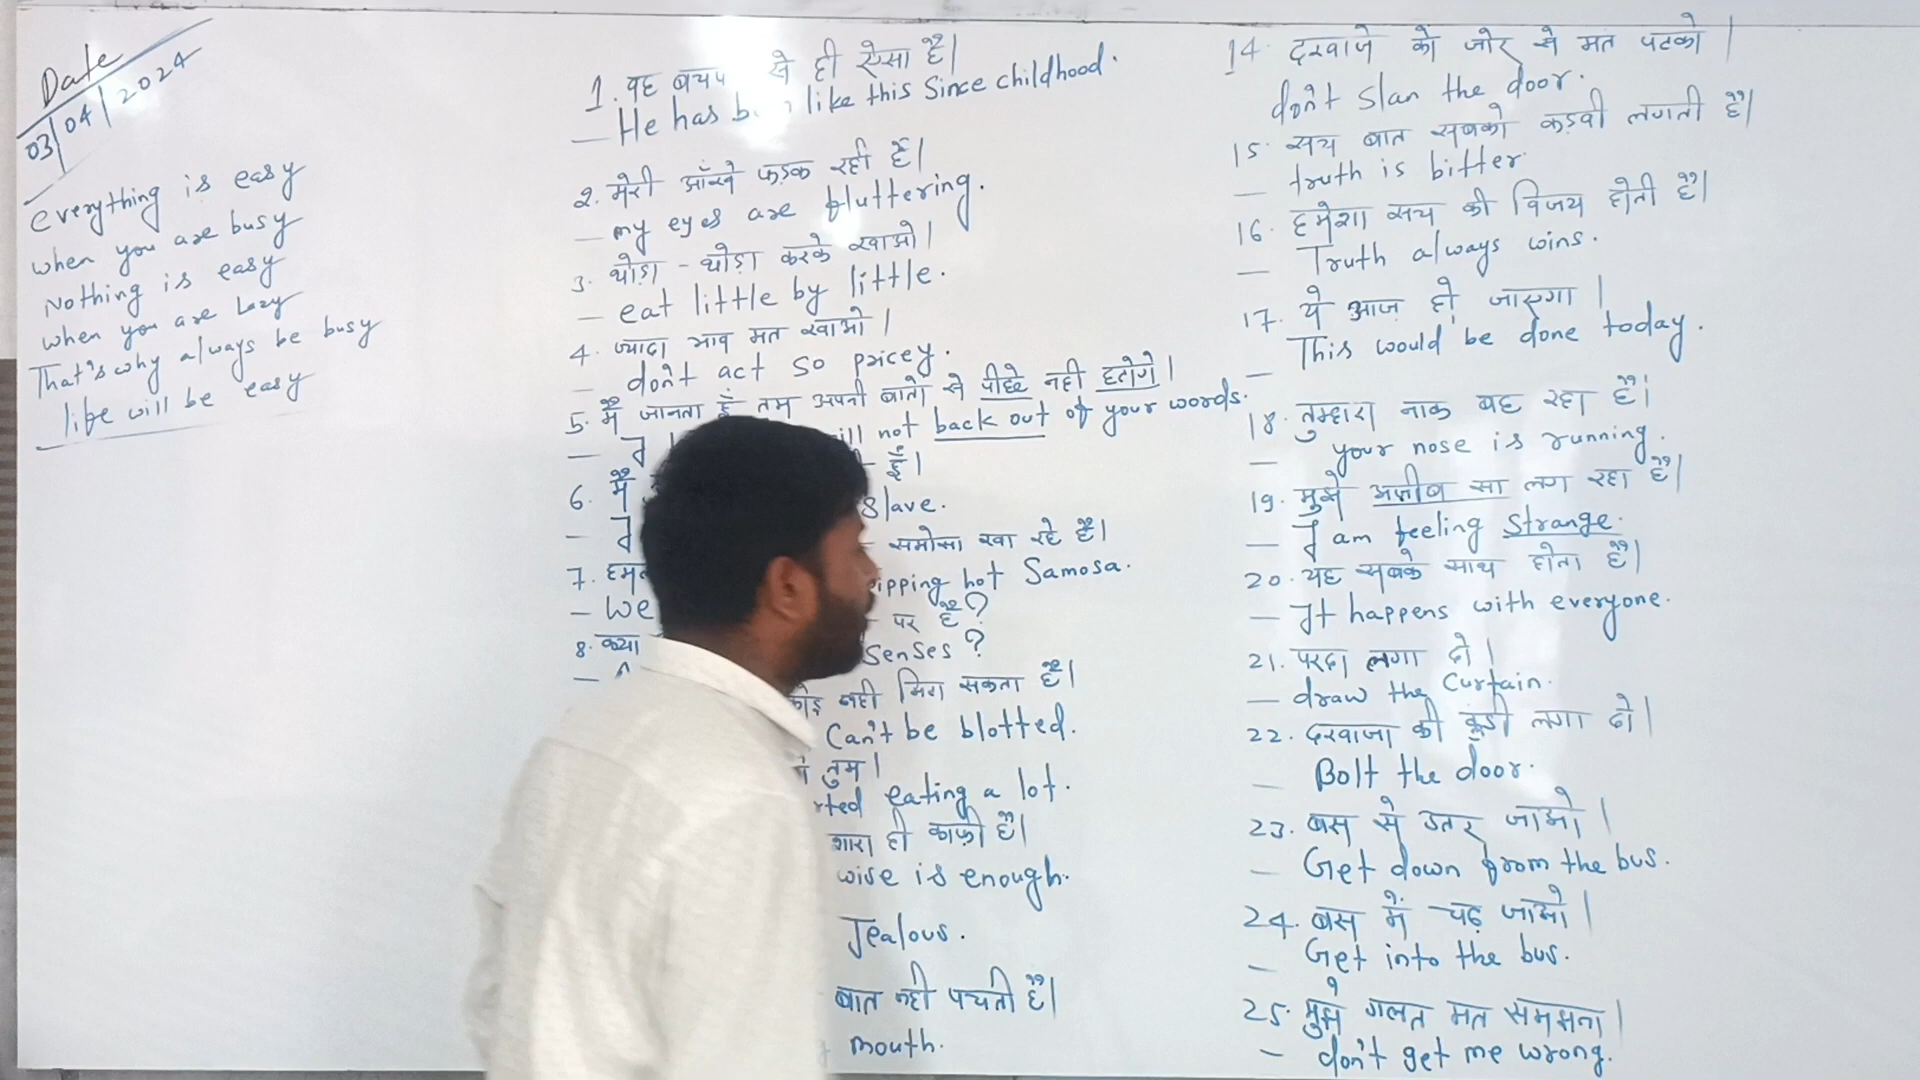 Date
03/04/2024
everything is easy
when you are busy
Nothing is easy
when you are Lazy
That's why always be busy
life will be easy
1. वह बचप से ही ऐसा है।
— He has b like this Since childhood.
2. मेरी आँखे फड़क रही हैं।
— my eyes are fluttering.
3. थोड़ा - थोड़ा करके खाओ।
— eat little by little.
4. ज्यादा भाव मत खाओ।
— don't act so pricey.
5. मैं जानता हूँ तुम अपनी बातो से पीछे नही हटोगे।
— I ill not back out of your words.
6. मैं हूँ।
— I slave.
7. हम समोसा खा रहे हैं।
— We ipping hot Samosa.
8. क्या पर है?
— Senses?
कोइ नही मिटा सकता है।
Can't be blotted.
तुम।
rted eating a lot.
शारा ही काफ़ी है।
wise is enough.
Jealous.
बात नही पचती है।
mouth.
14. दरवाजे को जोर से मत पटको।
don't slan the door.
15. सच बात सबको कड़वी लगती है।
— truth is bitter
16. हमेशा सच की विजय होती है।
— Truth always wins.
17. ये आज हो जाएगा।
— This would be done today.
18. तुम्हारा नाक बह रहा है।
— your nose is running.
19. मुझे अजीब सा लग रहा है।
— I am feeling strange.
20. यह सबके साथ होता है।
— It happens with everyone.
21. परदा लगा दो।
— draw the Curtain.
22. दरवाजा की कुंडी लगा दो।
— Bolt the door.
23. बस से उतर जाओ।
— Get down from the bus.
24. बस में चढ़ जाओ।
— Get into the bus.
25. मुझे गलत मत समझना।
— don't get me wrong.